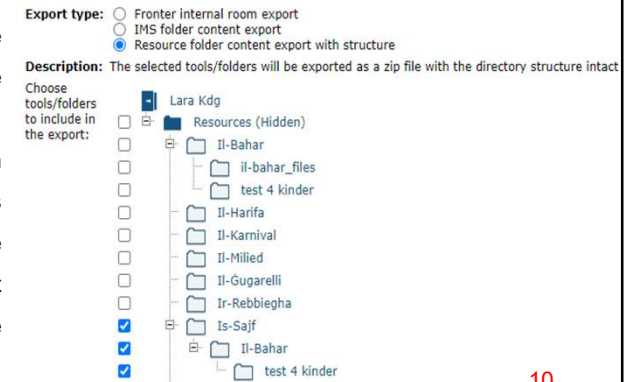 Export type: Fronter internal room export
IMS folder content export
Resource folder content export with structure
Description: The selected tools/folders will be exported as a zip file with the directory structure intact
Choose
tools/folders
to include in
the export:
Lara Kdg
Resources (Hidden)
Il-Bahar
il-bahar_files
test 4 kinder
Il-Harifa
Il-Karnival
Il-Milied
Il-Ġugarelli
Ir-Rebbiegha
Is-Sajf
Il-Bahar
test 4 kinder
10